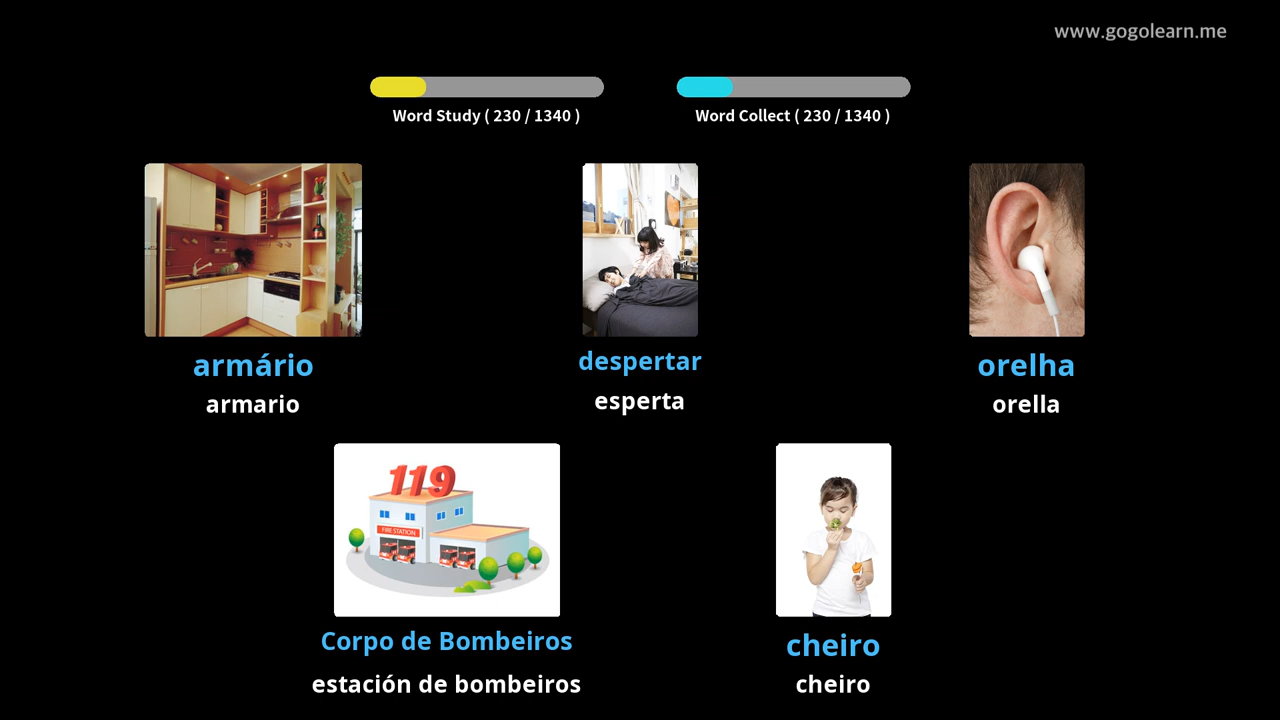 www.gogolearn.me
Word Study ( 230 / 1340 )
Word Collect ( 230 / 1340 )
armário
armario
despertar
esperta
orelha
orella
119
FIRE STATION
Corpo de Bombeiros
estación de bombeiros
cheiro
cheiro